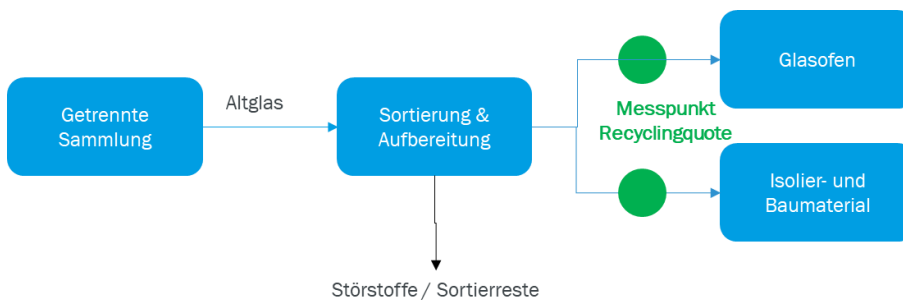 Getrennte
Sammlung
Altglas
Sortierung &
Aufbereitung
Störstoffe / Sortierreste
Messpunkt
Recyclingquote
Glasofen
Isolier- und
Baumaterial